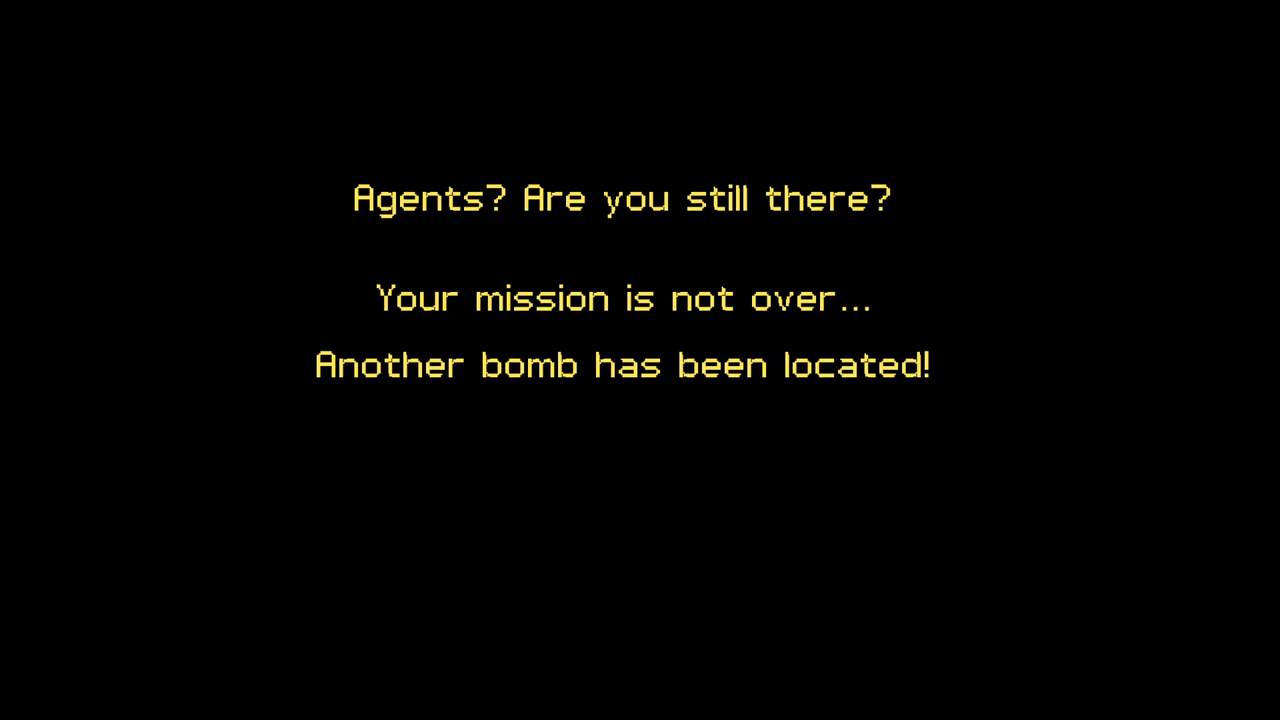 Agents? Are you still there?
Your mission is not over...
Another bomb has been located!